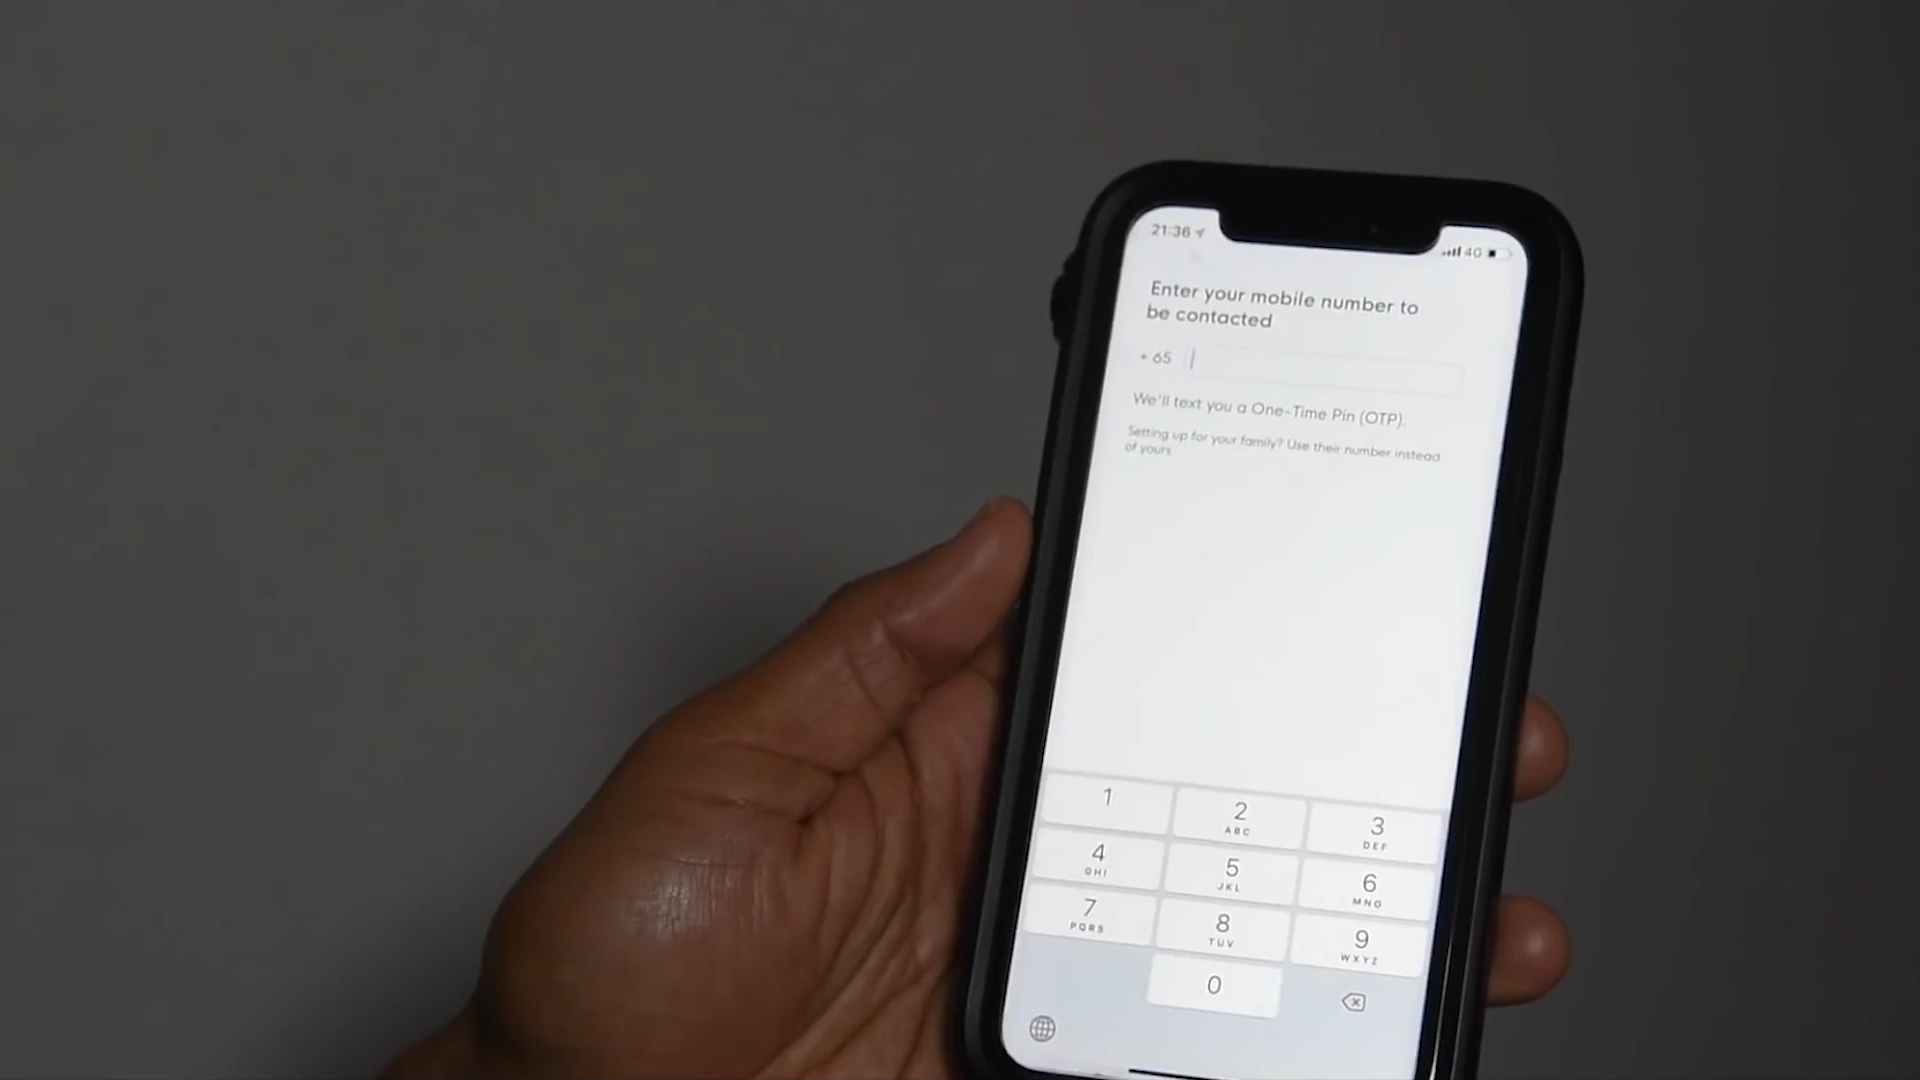 21:36
4G
Enter your mobile number to
be contacted
+ 65
We'll text you a One-Time Pin (OTP).
Setting up for your family? Use their number instead
of yours.
1
2
ABC
3
DEF
4
GHI
5
JKL
6
MNO
7
PQRS
8
TUV
9
WXYZ
0